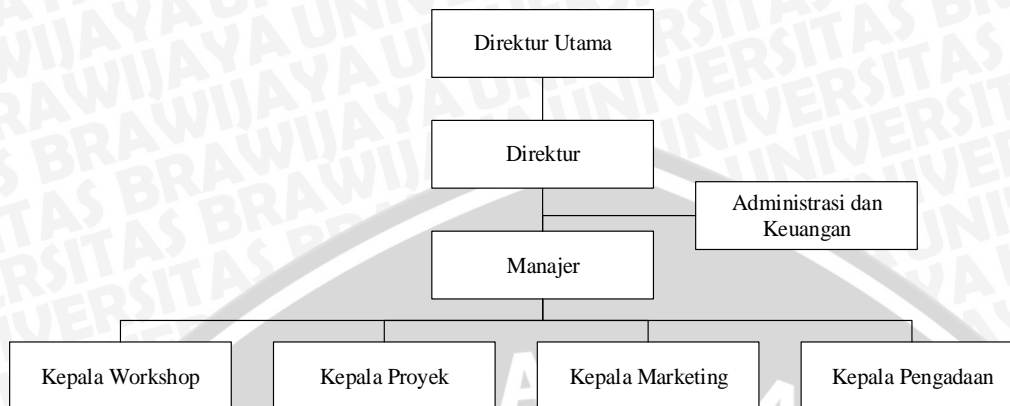 Direktur Utama
Direktur
Administrasi dan
Keuangan
Manajer
Kepala Workshop
Kepala Proyek
Kepala Marketing
Kepala Pengadaan